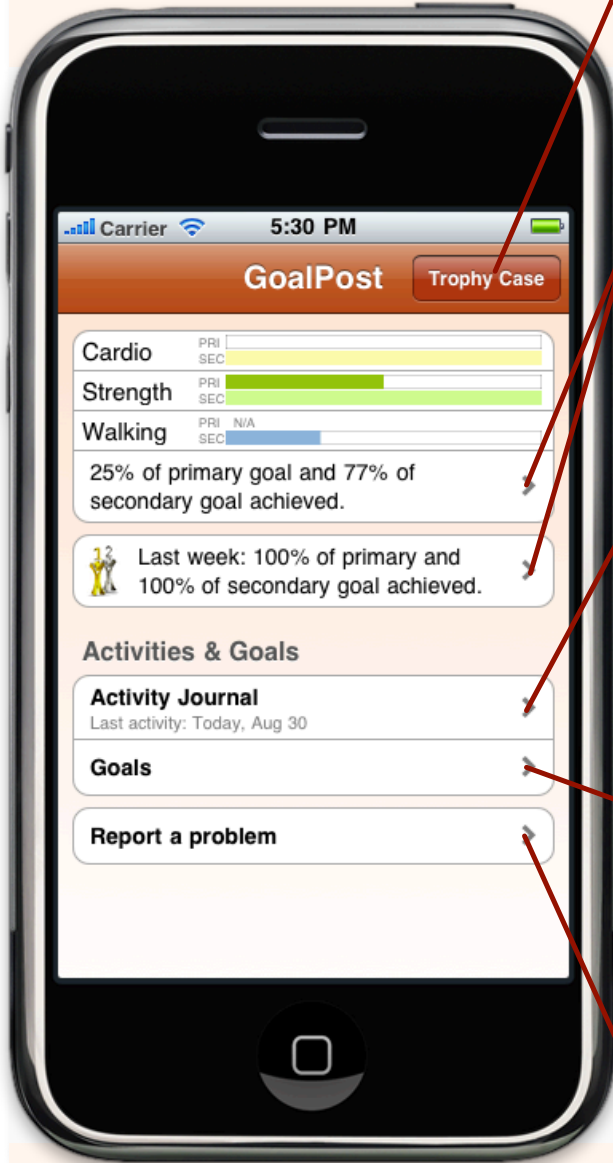 Carrier 5:30 PM
GoalPost Trophy Case
Cardio PRI
SEC
Strength PRI
SEC
Walking PRI N/A
SEC
25% of primary goal and 77% of
secondary goal achieved.
1 2 Last week: 100% of primary and
100% of secondary goal achieved.
Activities & Goals
Activity Journal
Last activity: Today, Aug 30
Goals
Report a problem